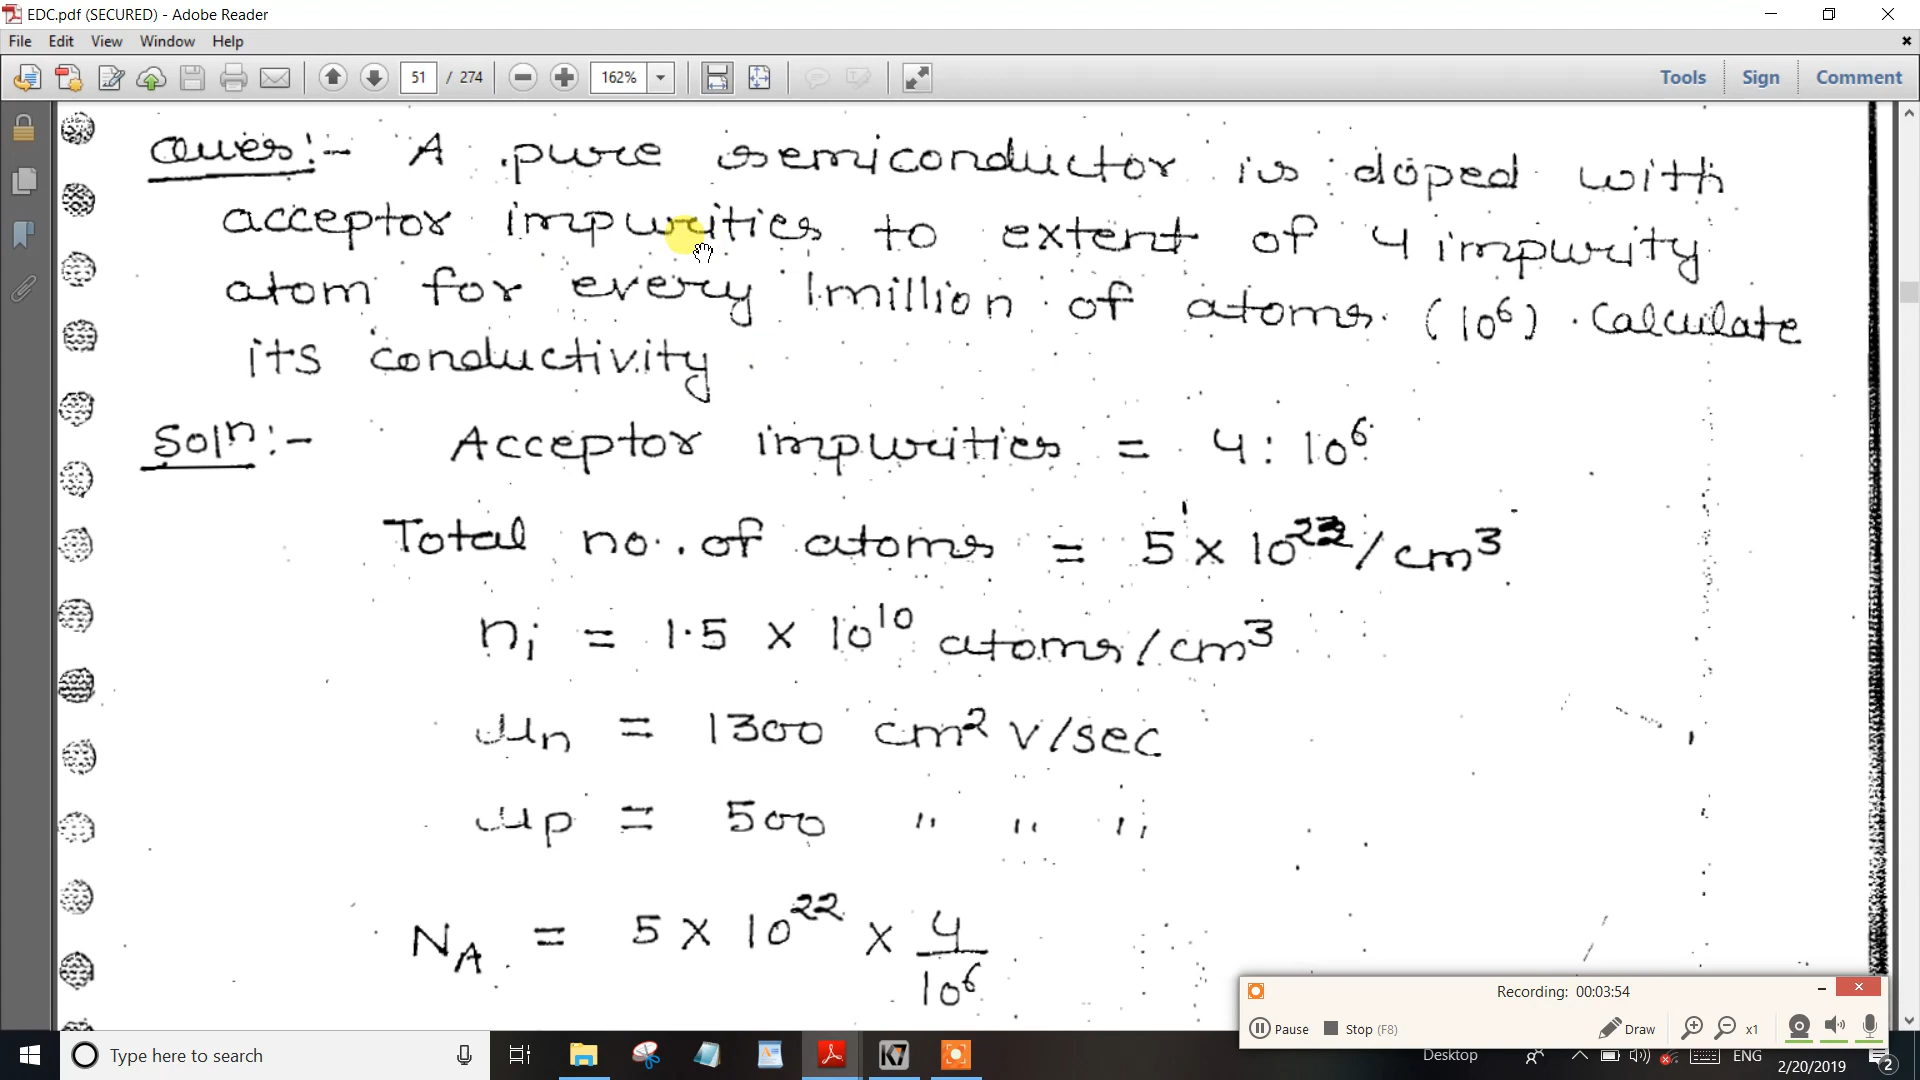 EDC.pdf (SECURED) - Adobe Reader
File Edit View Window Help
51 / 274 162% Tools Sign Comment
Ques:- A pure semiconductor is doped with
acceptor impurities to extent of 4 impurity
atom for every 1million of atoms (10⁶). Calculate
its conductivity.
Solⁿ:- Acceptor impurities = 4 : 10⁶
Total no. of atoms = 5 x 10²² / cm³
nᵢ = 1.5 x 10¹⁰ atoms / cm³
μn = 1300 cm² v/sec
μp = 500 " " "
N_A = 5 x 10²² x 4/10⁶
Recording: 00:03:54
Pause Stop (F8) Draw x1
Type here to search
Desktop ENG
2/20/2019 2